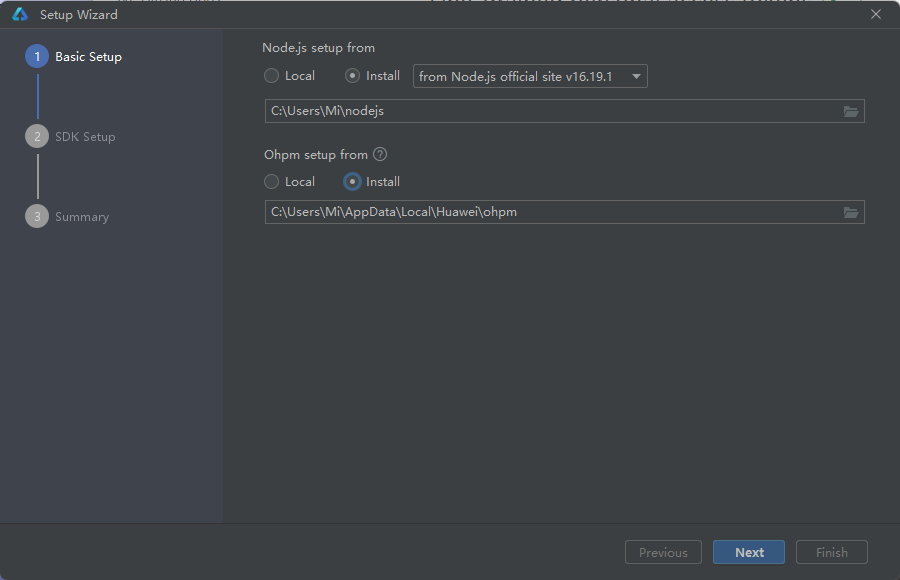 Setup Wizard
1 Basic Setup
2 SDK Setup
3 Summary
Node.js setup from
Local Install from Node.js official site v16.19.1
C:\Users\Mi\nodejs
Ohpm setup from ?
Local Install
C:\Users\Mi\AppData\Local\Huawei\ohpm
Previous Next Finish